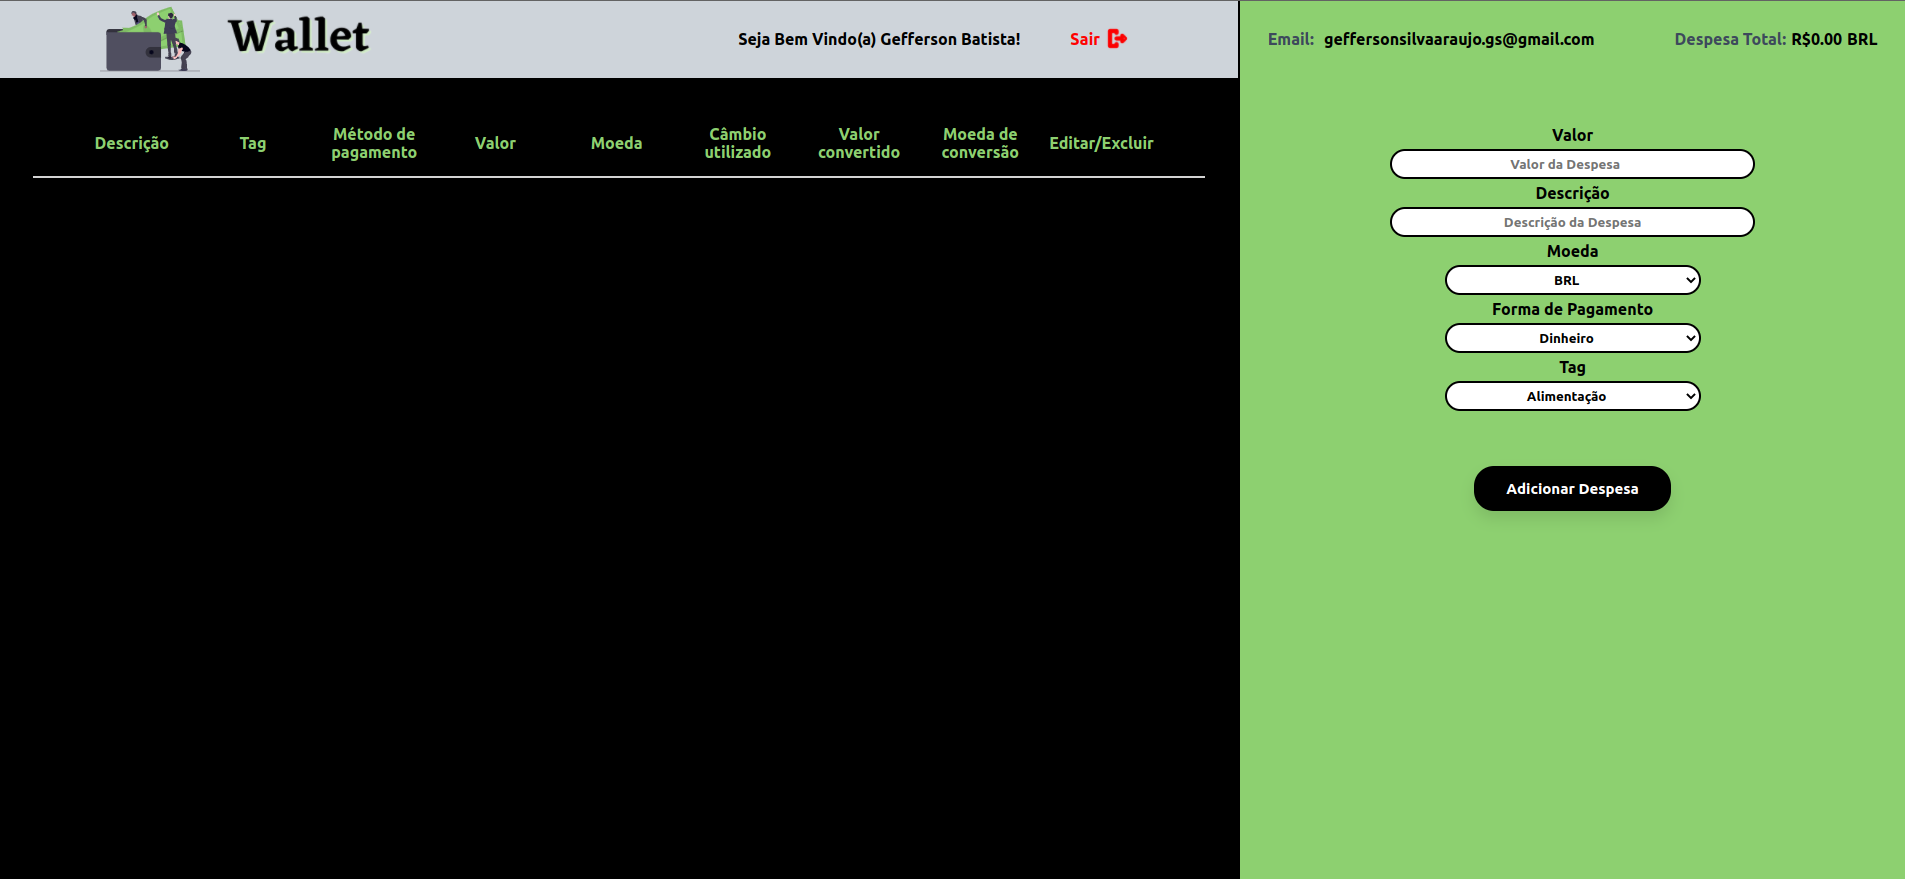 Wallet
Seja Bem Vindo(a) Gefferson Batista!
Sair
Email: geffersonsilvaaraujo.gs@gmail.com
Despesa Total: R$0.00 BRL
Descrição
Tag
Método de
pagamento
Valor
Moeda
Câmbio
utilizado
Valor
convertido
Moeda de
conversão
Editar/Excluir
Valor
Valor da Despesa
Descrição
Descrição da Despesa
Moeda
BRL
Forma de Pagamento
Dinheiro
Tag
Alimentação
Adicionar Despesa